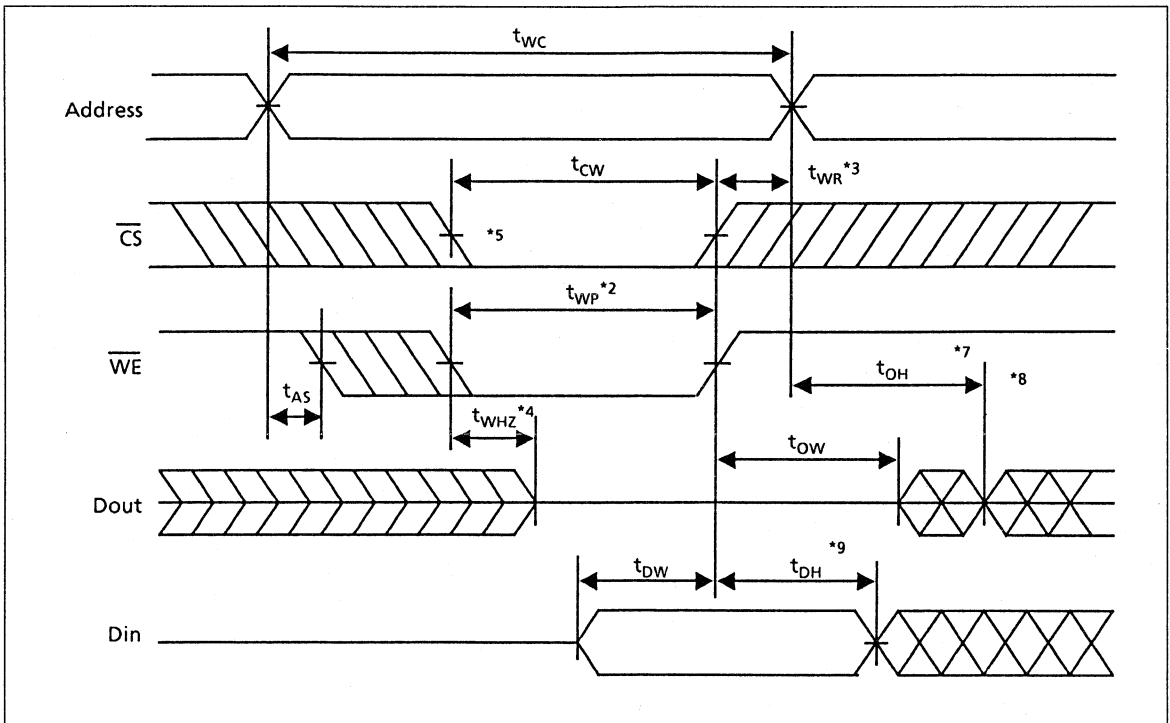 tWC
Address
tCW
tWR*3
CS
*5
tWP*2
WE
*7
tOH
*8
tAS
tWHZ*4
tOW
Dout
*9
tDW
tDH
Din